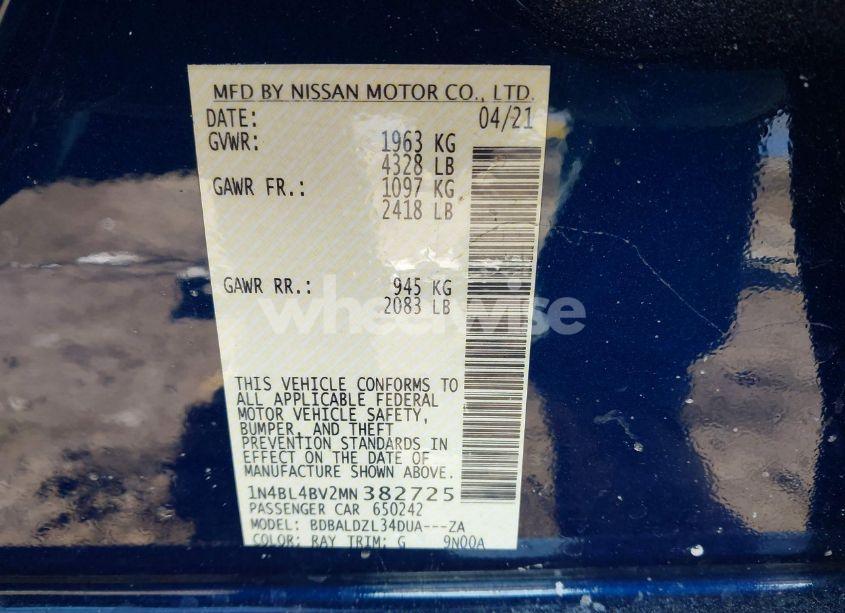 MFD BY NISSAN MOTOR CO., LTD.
DATE: 04/21
GVWR: 1963 KG
4328 LB
GAWR FR.: 1097 KG
2418 LB
GAWR RR.: 945 KG
2083 LB
wheelwise
THIS VEHICLE CONFORMS TO
ALL APPLICABLE FEDERAL
MOTOR VEHICLE SAFETY,
BUMPER, AND THEFT
PREVENTION STANDARDS IN
EFFECT ON THE DATE OF
MANUFACTURE SHOWN ABOVE.
1N4BL4BV2MN382725
PASSENGER CAR 650242
MODEL: BDBALDZL34DUA---ZA
COLOR: RAY TRIM: G 9N00A